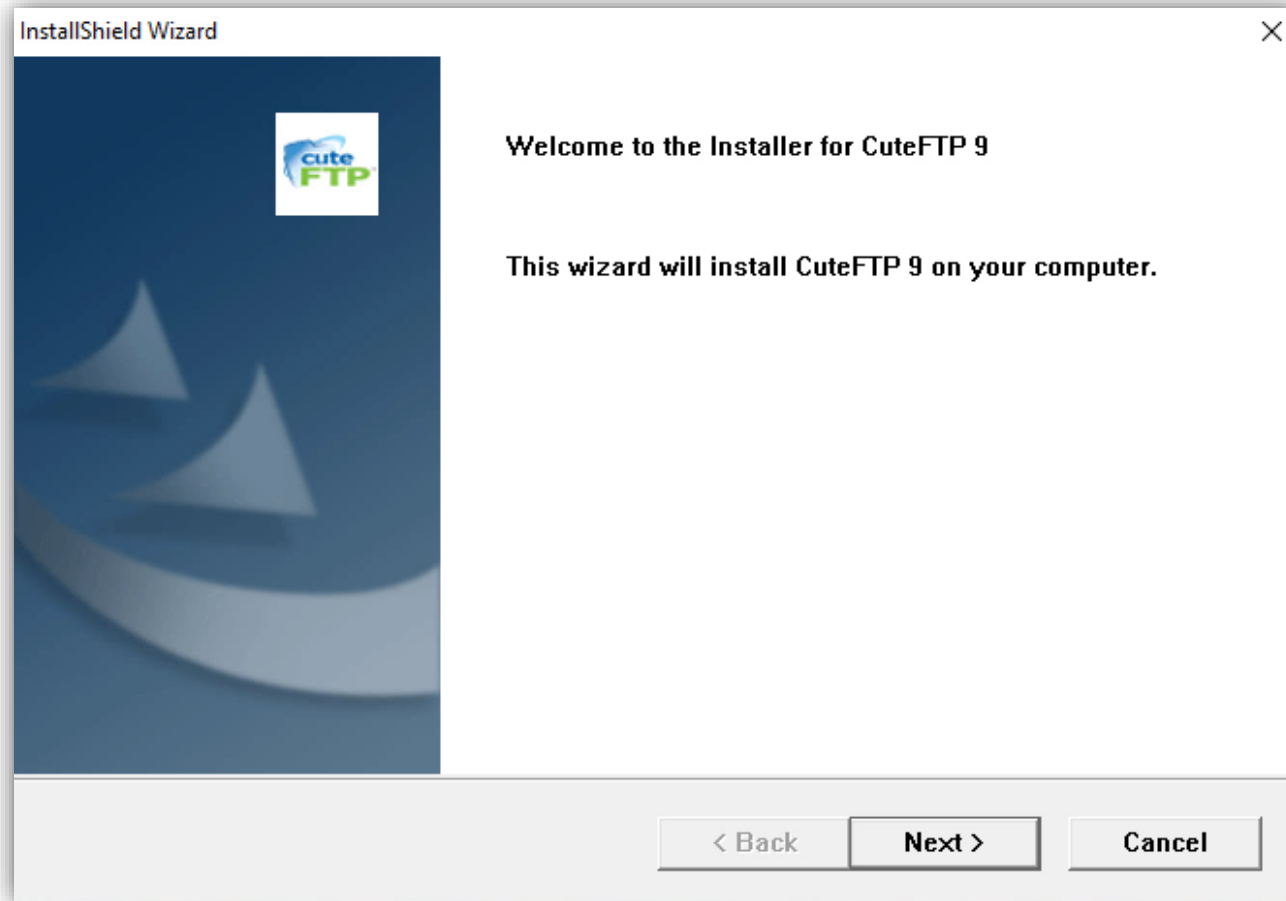 InstallShield Wizard
cute
FTP
Welcome to the Installer for CuteFTP 9
This wizard will install CuteFTP 9 on your computer.
< Back
Next >
Cancel